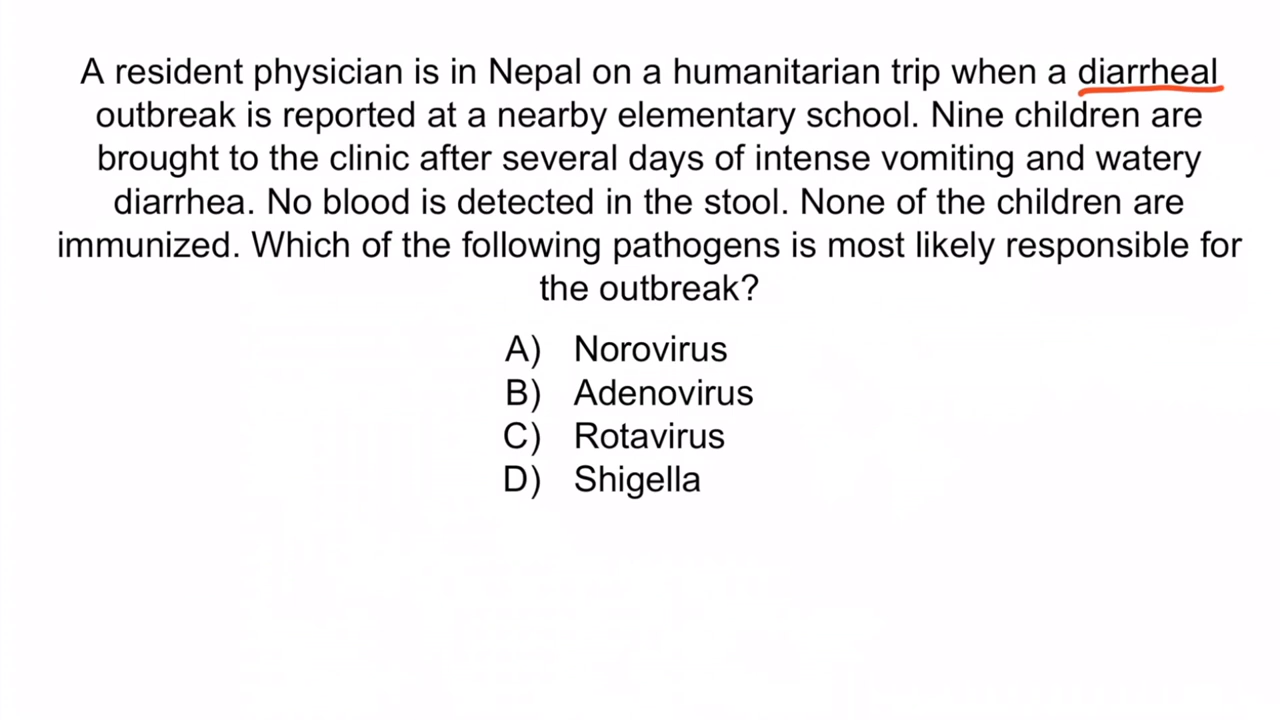 A resident physician is in Nepal on a humanitarian trip when a diarrheal
outbreak is reported at a nearby elementary school. Nine children are
brought to the clinic after several days of intense vomiting and watery
diarrhea. No blood is detected in the stool. None of the children are
immunized. Which of the following pathogens is most likely responsible for
the outbreak?
A) Norovirus
B) Adenovirus
C) Rotavirus
D) Shigella